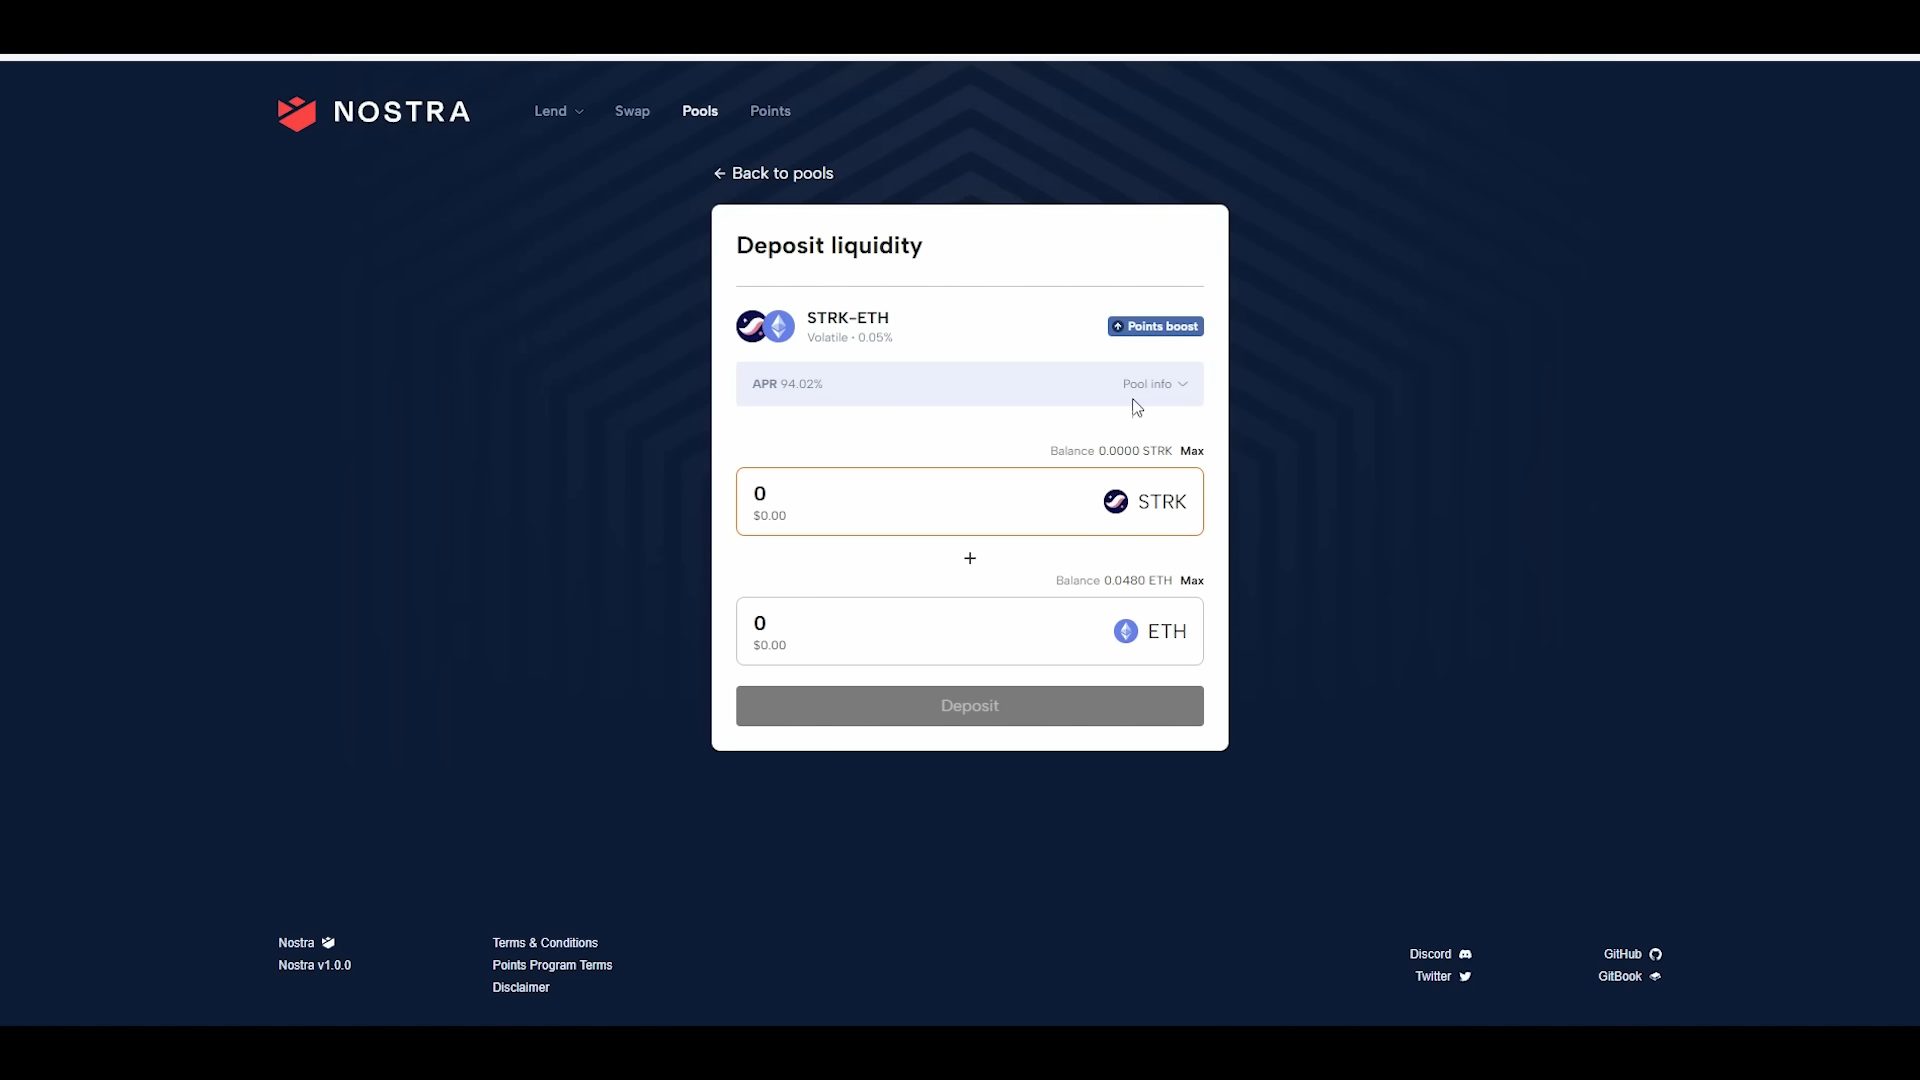 NOSTRA
Lend
Swap
Pools
Points
← Back to pools
Deposit liquidity
STRK-ETH
Volatile • 0.05%
Points boost
APR 94.02%
Pool info
Balance 0.0000 STRK Max
0
$0.00
STRK
+
Balance 0.0480 ETH Max
0
$0.00
ETH
Deposit
Nostra
Nostra v1.0.0
Terms & Conditions
Points Program Terms
Disclaimer
Discord
Twitter
GitHub
GitBook